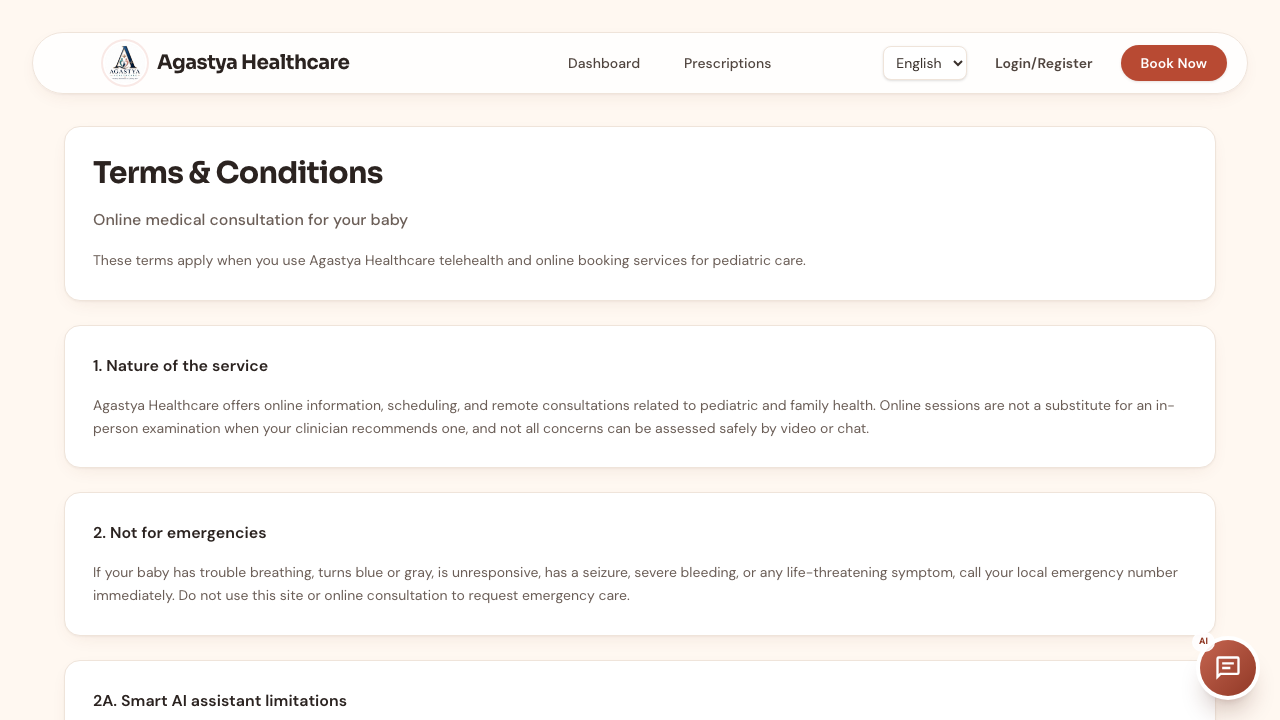 AGASTYA
Agastya Healthcare
Dashboard
Prescriptions
English
Login/Register
Book Now
Terms & Conditions
Online medical consultation for your baby
These terms apply when you use Agastya Healthcare telehealth and online booking services for pediatric care.
1. Nature of the service
Agastya Healthcare offers online information, scheduling, and remote consultations related to pediatric and family health. Online sessions are not a substitute for an in-
person examination when your clinician recommends one, and not all concerns can be assessed safely by video or chat.
2. Not for emergencies
If your baby has trouble breathing, turns blue or gray, is unresponsive, has a seizure, severe bleeding, or any life-threatening symptom, call your local emergency number
immediately. Do not use this site or online consultation to request emergency care.
AI
2A. Smart AI assistant limitations